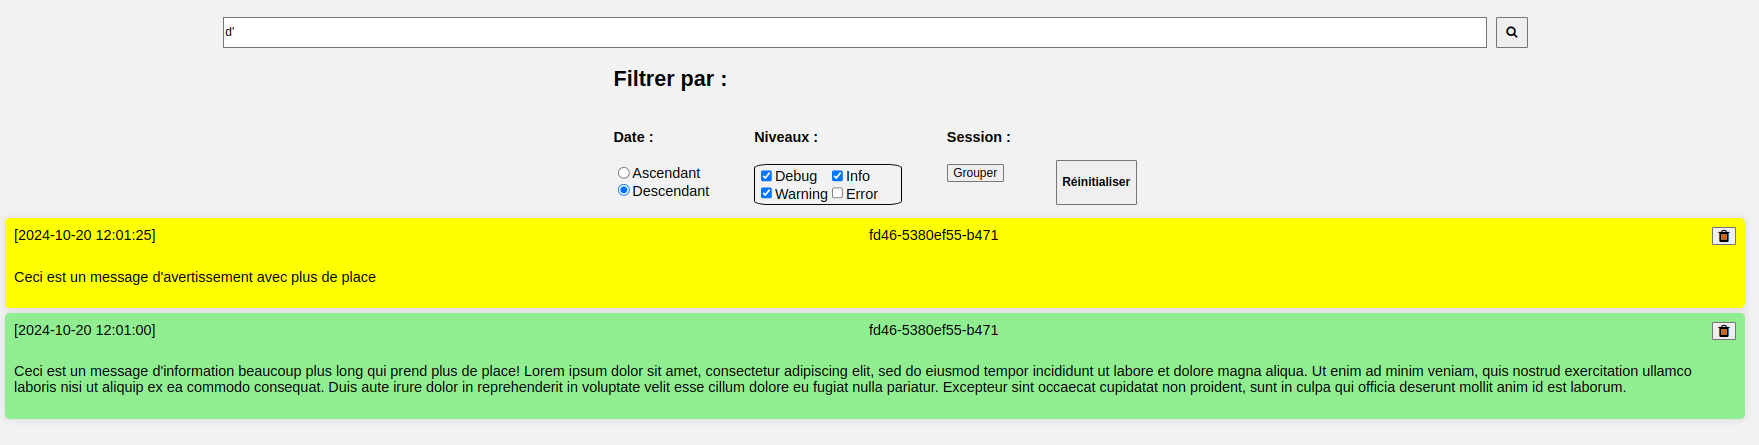 d'
Filtrer par :
Date : Niveaux : Session :
Ascendant Debug Info Grouper Réinitialiser
Descendant Warning Error
[2024-10-20 12:01:25] fd46-5380ef55-b471
Ceci est un message d'avertissement avec plus de place
[2024-10-20 12:01:00] fd46-5380ef55-b471
Ceci est un message d'information beaucoup plus long qui prend plus de place! Lorem ipsum dolor sit amet, consectetur adipiscing elit, sed do eiusmod tempor incididunt ut labore et dolore magna aliqua. Ut enim ad minim veniam, quis nostrud exercitation ullamco
laboris nisi ut aliquip ex ea commodo consequat. Duis aute irure dolor in reprehenderit in voluptate velit esse cillum dolore eu fugiat nulla pariatur. Excepteur sint occaecat cupidatat non proident, sunt in culpa qui officia deserunt mollit anim id est laborum.